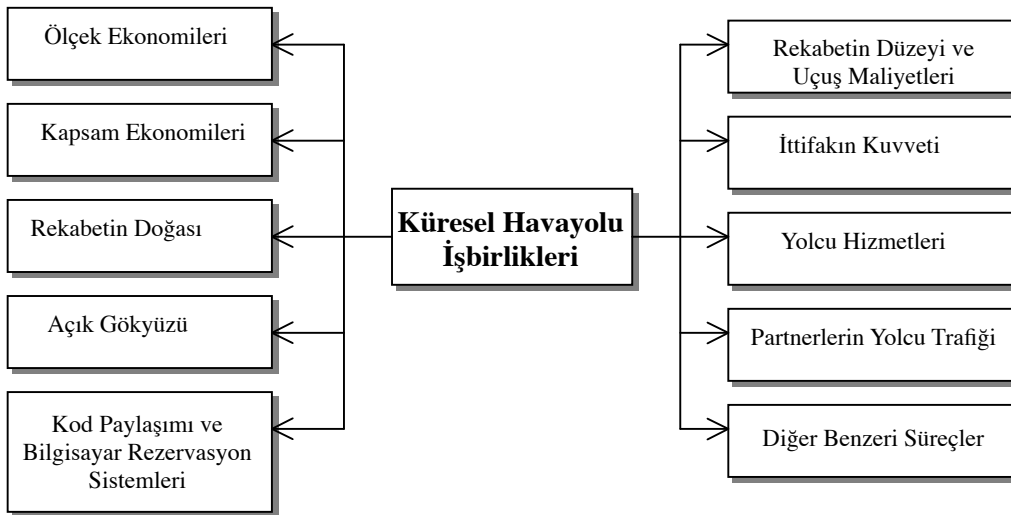 Ölçek Ekonomileri
Kapsam Ekonomileri
Rekabetin Doğası
Açık Gökyüzü
Kod Paylaşımı ve
Bilgisayar Rezervasyon
Sistemleri
Küresel Havayolu
İşbirlikleri
Rekabetin Düzeyi ve
Uçuş Maliyetleri
İttifakın Kuvveti
Yolcu Hizmetleri
Partnerlerin Yolcu Trafiği
Diğer Benzeri Süreçler